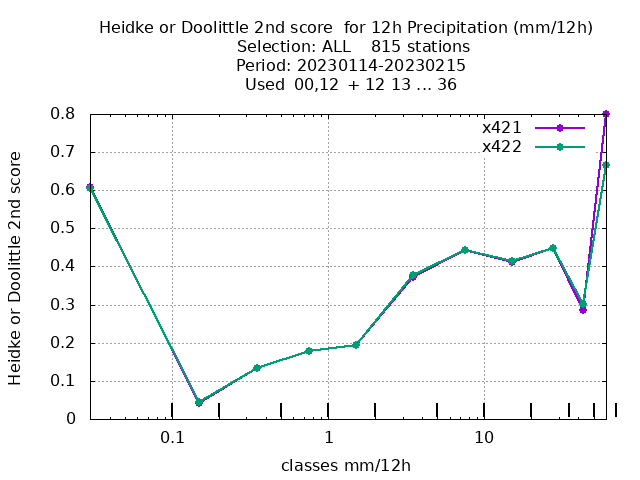 Heidke or Doolittle 2nd score  for 12h Precipitation (mm/12h)
Selection: ALL    815 stations
Period: 20230114-20230215
Used  00,12  + 12 13 ... 36
x421
x422
0.8
0.7
0.6
0.5
0.4
0.3
0.2
0.1
0
Heidke or Doolittle 2nd score
0.1
1
10
classes mm/12h